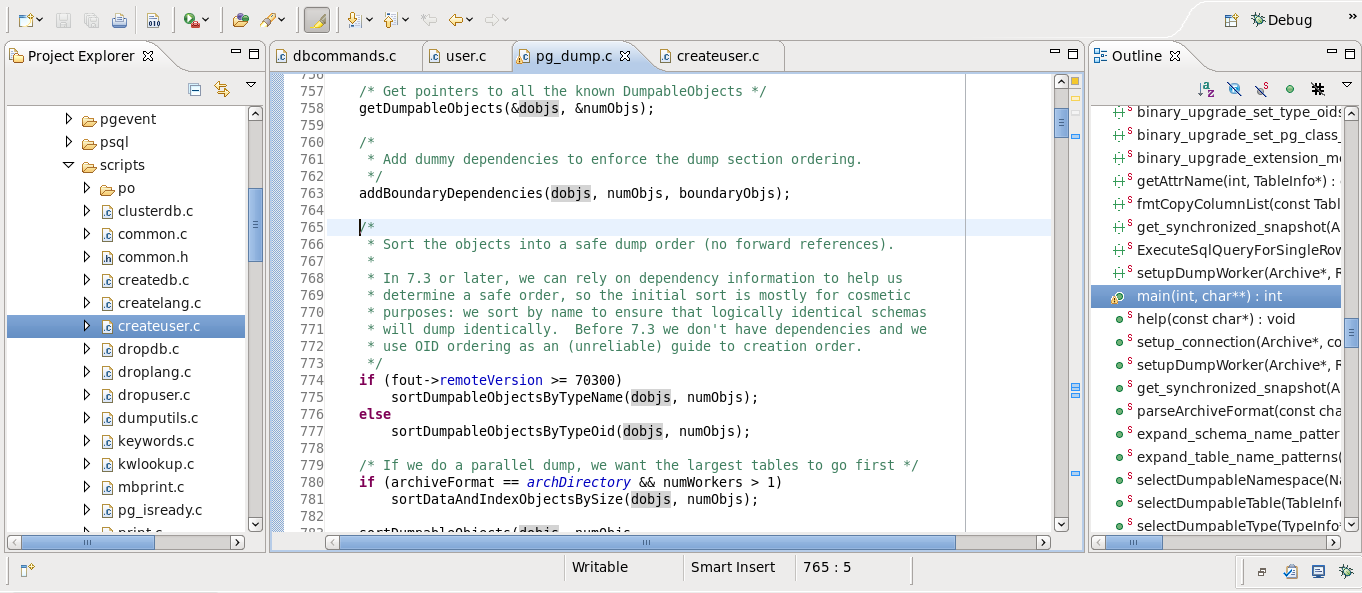 Debug
Project Explorer
pgevent
psql
scripts
po
clusterdb.c
common.c
common.h
createdb.c
createlang.c
createuser.c
dropdb.c
droplang.c
dropuser.c
dumputils.c
keywords.c
kwlookup.c
mbprint.c
pg_isready.c
print.c
dbcommands.c
user.c
pg_dump.c
createuser.c
756
757 /* Get pointers to all the known DumpableObjects */
758 getDumpableObjects(&dobjs, &numObjs);
759
760 /*
761 * Add dummy dependencies to enforce the dump section ordering.
762 */
763 addBoundaryDependencies(dobjs, numObjs, boundaryObjs);
764
765 /*
766 * Sort the objects into a safe dump order (no forward references).
767 *
768 * In 7.3 or later, we can rely on dependency information to help us
769 * determine a safe order, so the initial sort is mostly for cosmetic
770 * purposes: we sort by name to ensure that logically identical schemas
771 * will dump identically.  Before 7.3 we don't have dependencies and we
772 * use OID ordering as an (unreliable) guide to creation order.
773 */
774 if (fout->remoteVersion >= 70300)
775 sortDumpableObjectsByTypeName(dobjs, numObjs);
776 else
777 sortDumpableObjectsByTypeOid(dobjs, numObjs);
778
779 /* If we do a parallel dump, we want the largest tables to go first */
780 if (archiveFormat == archDirectory && numWorkers > 1)
781 sortDataAndIndexObjectsBySize(dobjs, numObjs);
782
783 sortDumpableObjects(dobjs, numObjs,
Outline
binary_upgrade_set_type_oids
binary_upgrade_set_pg_class_
binary_upgrade_extension_me
getAttrName(int, TableInfo*) :
fmtCopyColumnList(const Tabl
get_synchronized_snapshot(A
ExecuteSqlQueryForSingleRow
setupDumpWorker(Archive*, R
main(int, char**) : int
help(const char*) : void
setup_connection(Archive*, co
setupDumpWorker(Archive*, R
get_synchronized_snapshot(A
parseArchiveFormat(const cha
expand_schema_name_patter
expand_table_name_patterns(
selectDumpableNamespace(Na
selectDumpableTable(TableInfo
selectDumpableType(TypeInfo*
Writable
Smart Insert
765 : 5